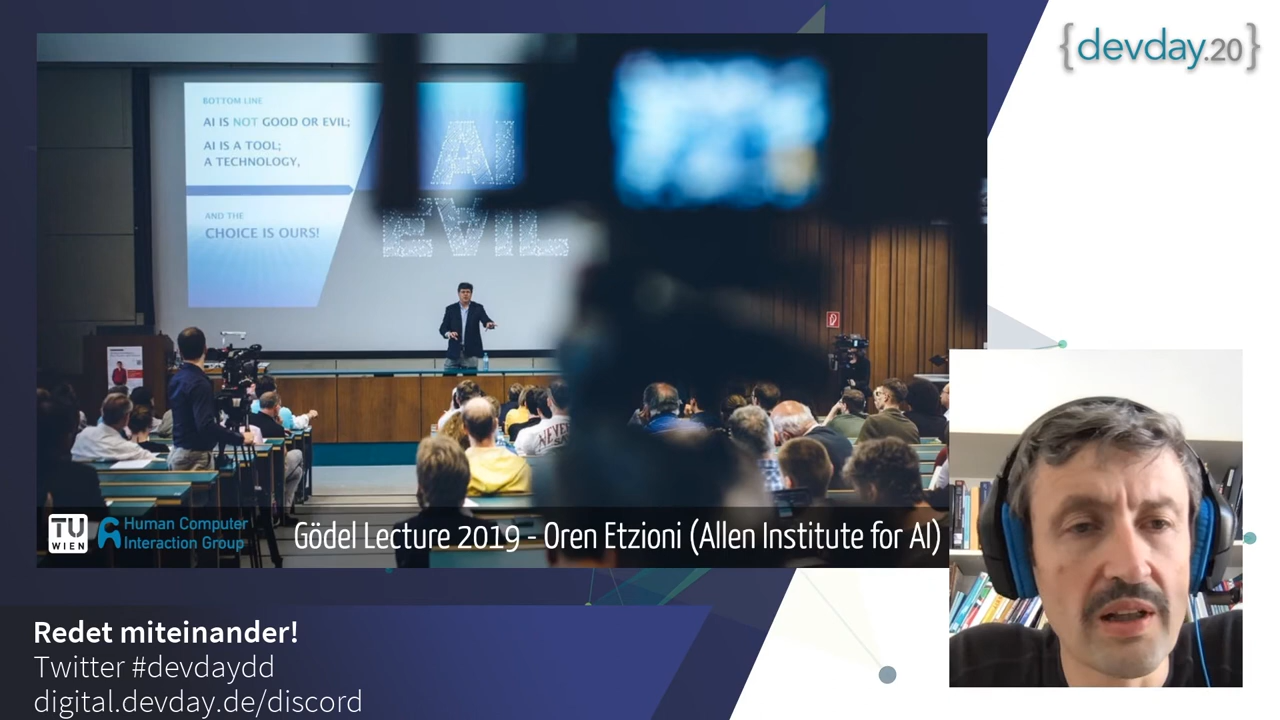 {devday.20}
BOTTOM LINE
AI IS NOT GOOD OR EVIL;
AI IS A TOOL;
A TECHNOLOGY,
AND THE
CHOICE IS OURS!
AI
EVIL
NEVER
TU
WIEN
Human Computer
Interaction Group
Gödel Lecture 2019 - Oren Etzioni (Allen Institute for AI)
Redet miteinander!
Twitter #devdaydd
digital.devday.de/discord